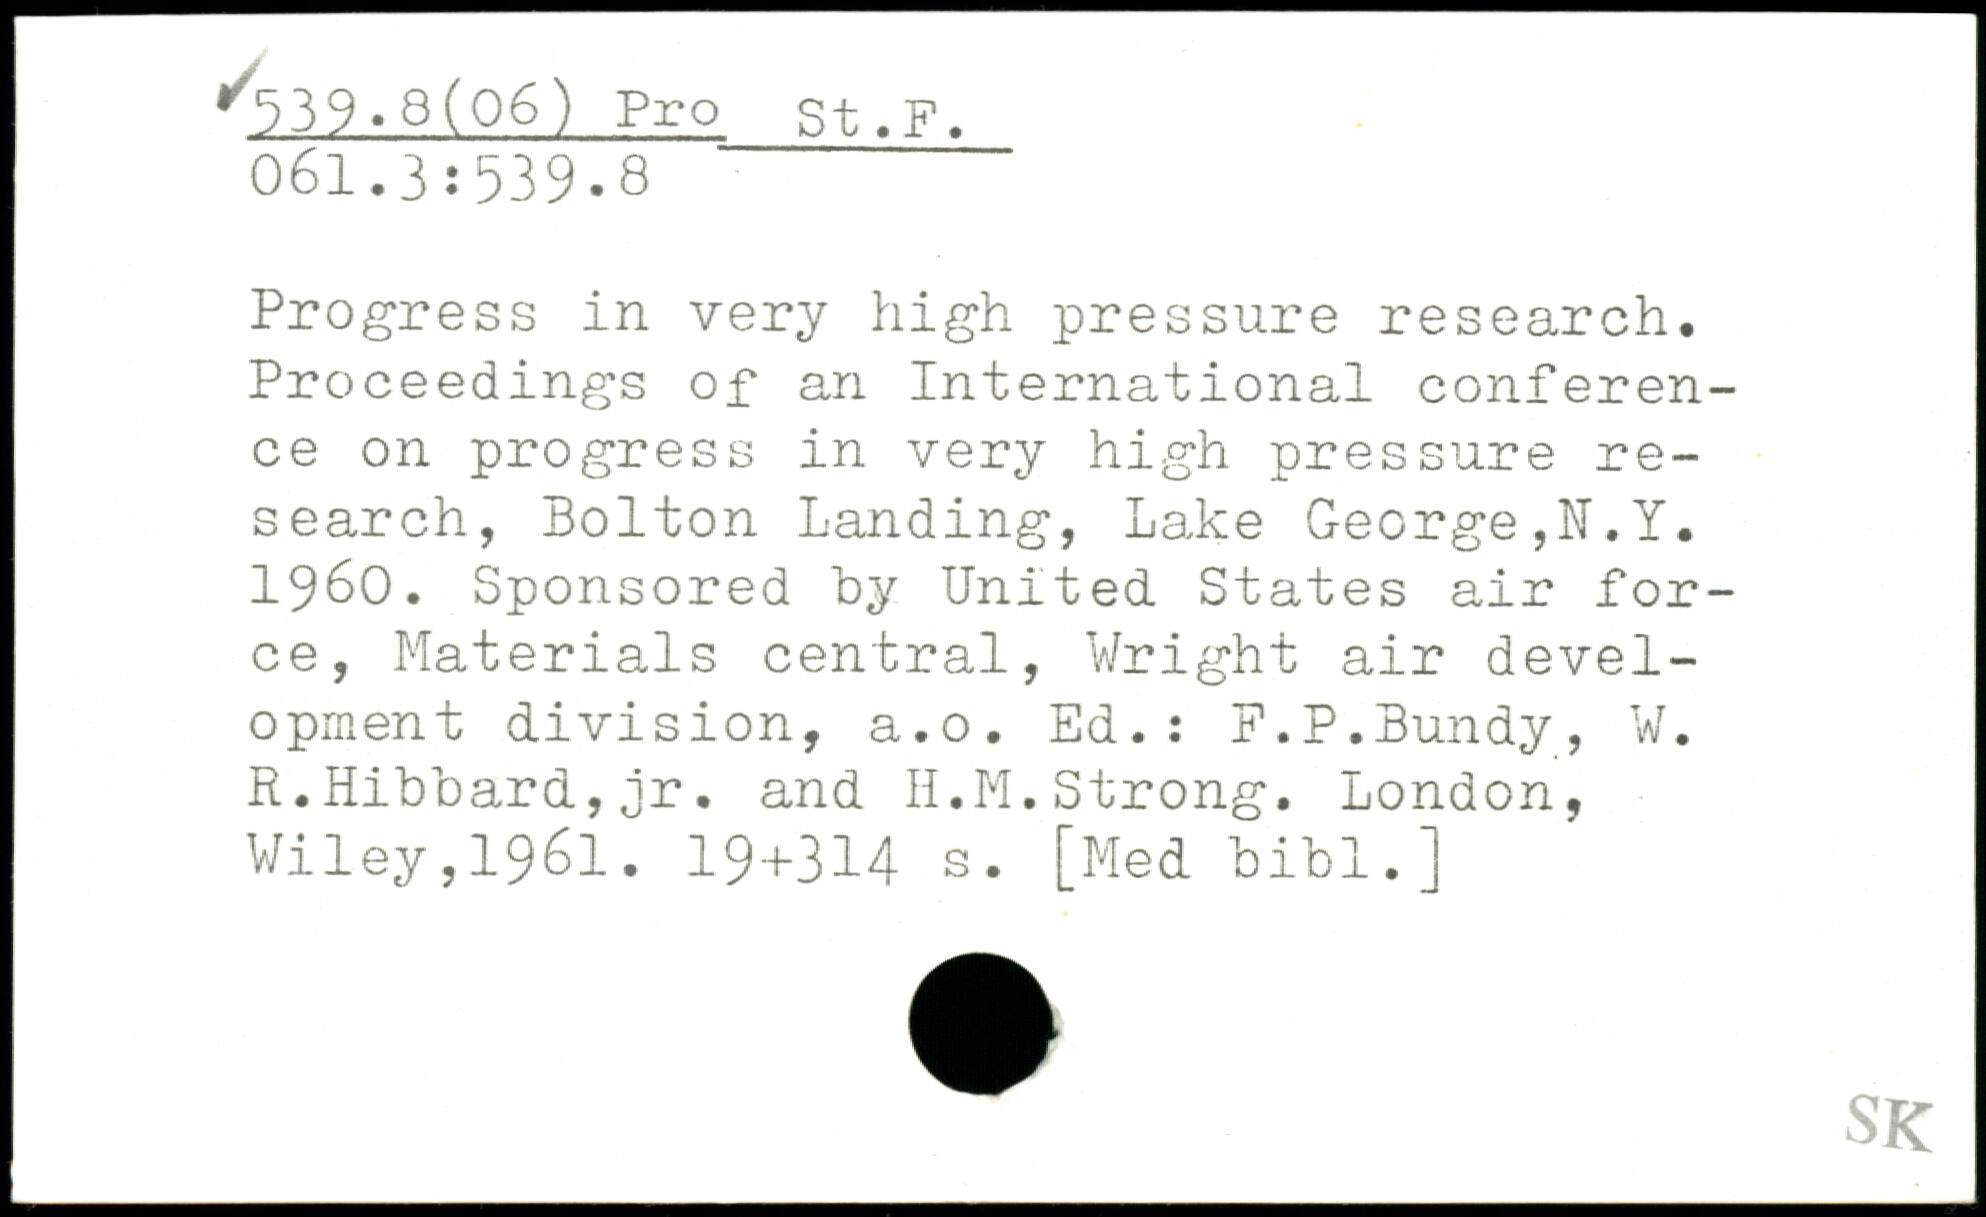 539.8(06) Pro St.F.
061.3:539.8
Progress in very high pressure research.
Proceedings of an International conferen-
ce on progress in very high pressure re-
search, Bolton Landing, Lake George,N.Y.
1960. Sponsored by United States air for-
ce, Materials central, Wright air devel-
opment division, a.o. Ed.: F.P.Bundy, W.
R.Hibbard,jr. and H.M.Strong. London,
Wiley,1961. 19+314 s. [Med bibl.]
SK